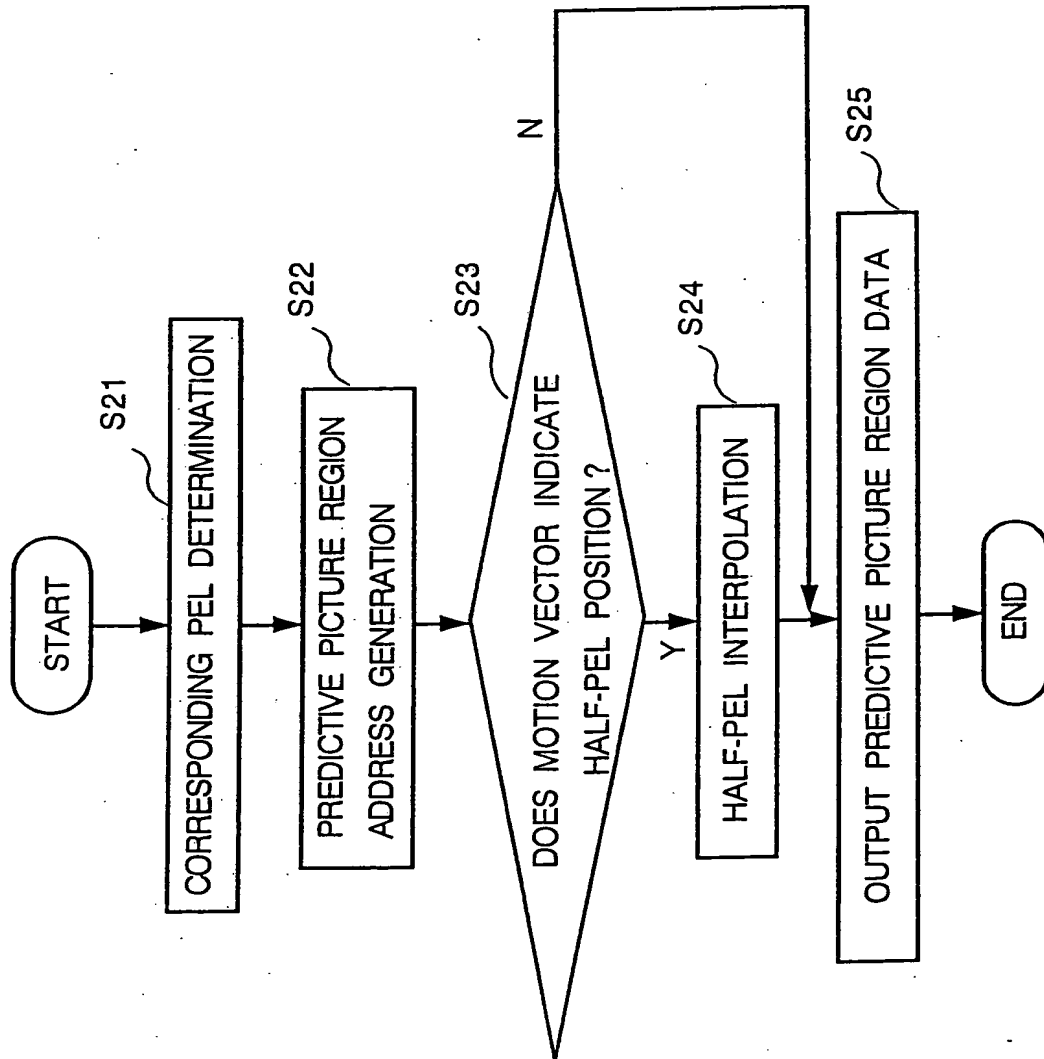 START
CORRESPONDING PEL DETERMINATION
S21
PREDICTIVE PICTURE REGION
ADDRESS GENERATION
S22
DOES MOTION VECTOR INDICATE
HALF-PEL POSITION ?
S23
N
Y
HALF-PEL INTERPOLATION
S24
OUTPUT PREDICTIVE PICTURE REGION DATA
S25
END